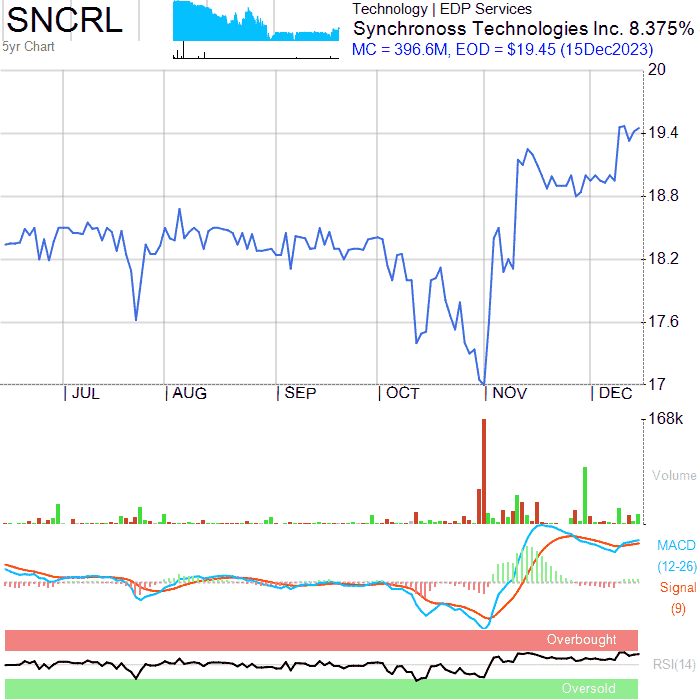 SNCRL
5yr Chart
Technology | EDP Services
Synchronoss Technologies Inc. 8.375%
MC = 396.6M, EOD = $19.45 (15Dec2023)
20
19.4
18.8
18.2
17.6
17
JUL AUG SEP OCT NOV DEC
168k
Volume
MACD
(12-26)
Signal
(9)
Overbought
RSI(14)
Oversold